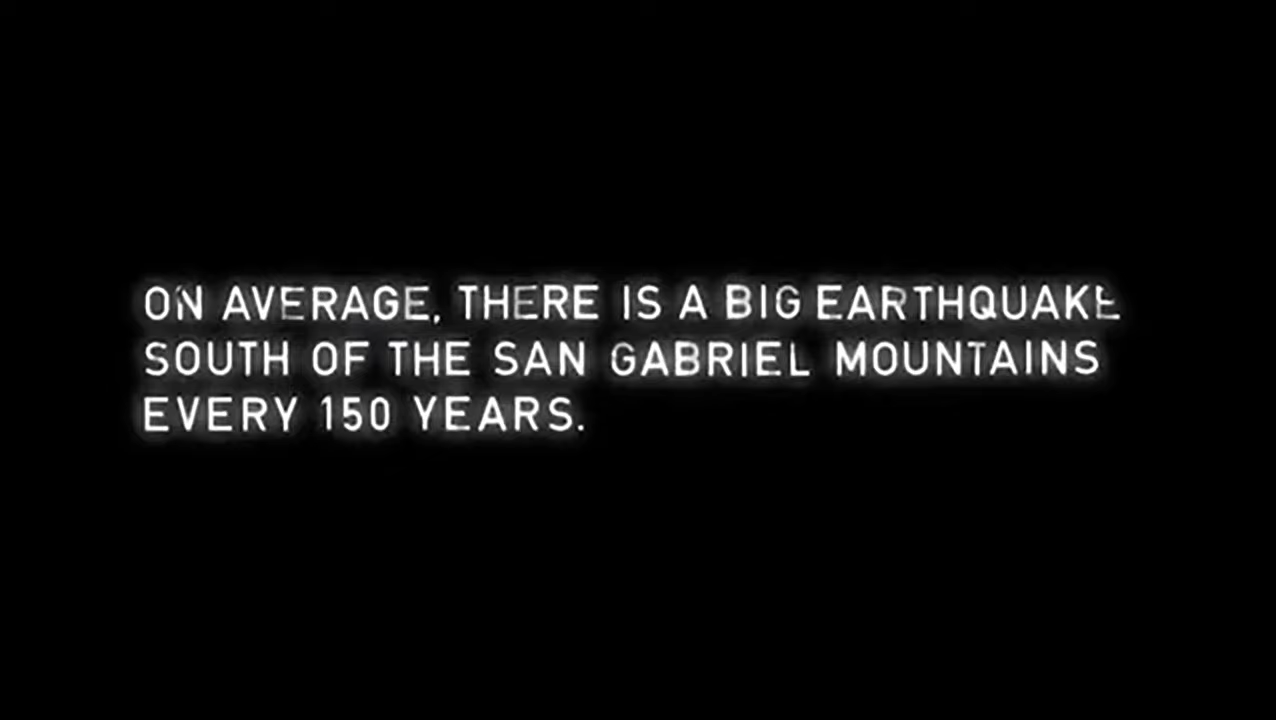 ON AVERAGE, THERE IS A BIG EARTHQUAKE
SOUTH OF THE SAN GABRIEL MOUNTAINS
EVERY 150 YEARS.